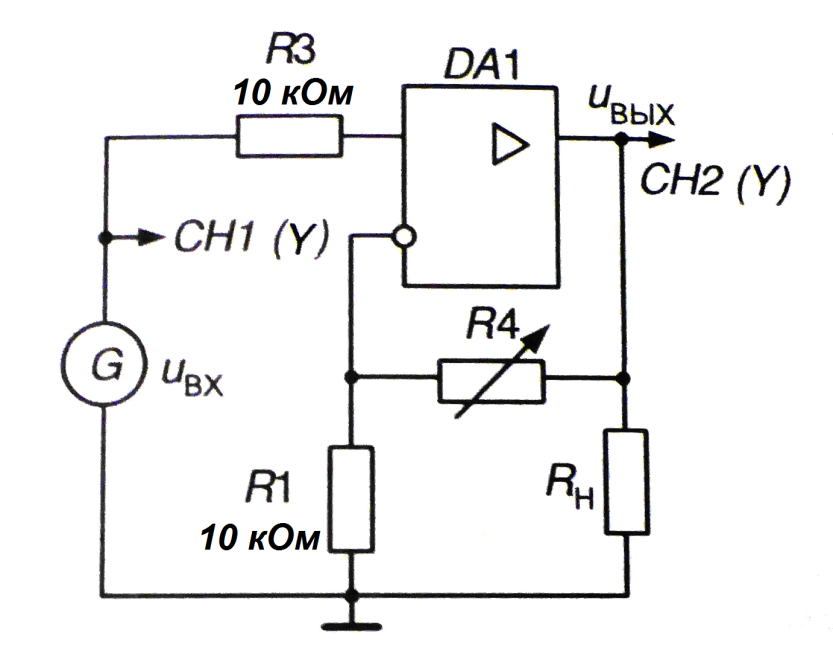 R3
10 кОм
DA1
uВЫХ
CH2 (Y)
CH1 (Y)
G
uВХ
R4
R1
10 кОм
RН